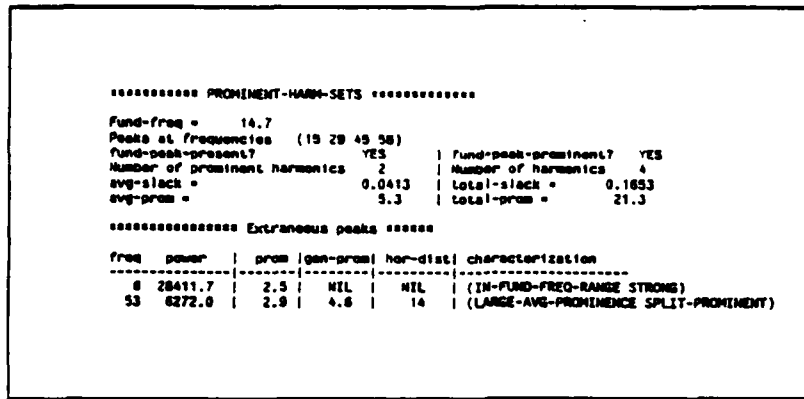 *********** PROMINENT-HARM-SETS *************
Fund-freq = 14.7
Peaks at frequencies (15 29 45 58)
fund-peak-present? YES | fund-peak-prominent? YES
Number of prominent harmonics 2 | Number of harmonics 4
avg-slack = 0.0413 | total-slack = 0.1653
avg-prom = 5.3 | total-prom = 21.3
**************** Extraneous peaks ******
freq power | prom |gen-prom| hor-dist| characterization
28411.7 | 2.5 | NIL | NIL | (IN-FUND-FREQ-RANGE STRONG)
53 6272.0 | 2.9 | 4.6 | 14 | (LARGE-AVG-PROMINENCE SPLIT-PROMINENT)